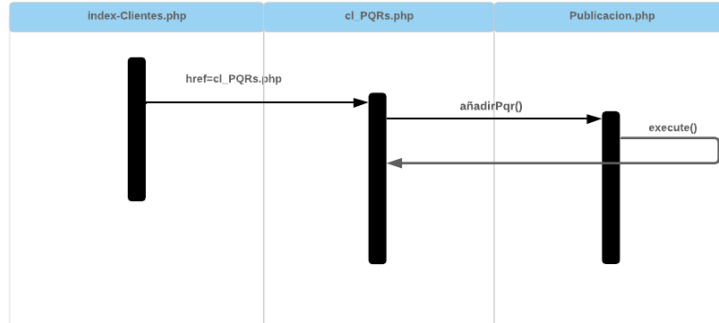 index-Clientes.php
cl_PQRs.php
Publicacion.php
href=cl_PQRs.php
añadirPqr()
execute()